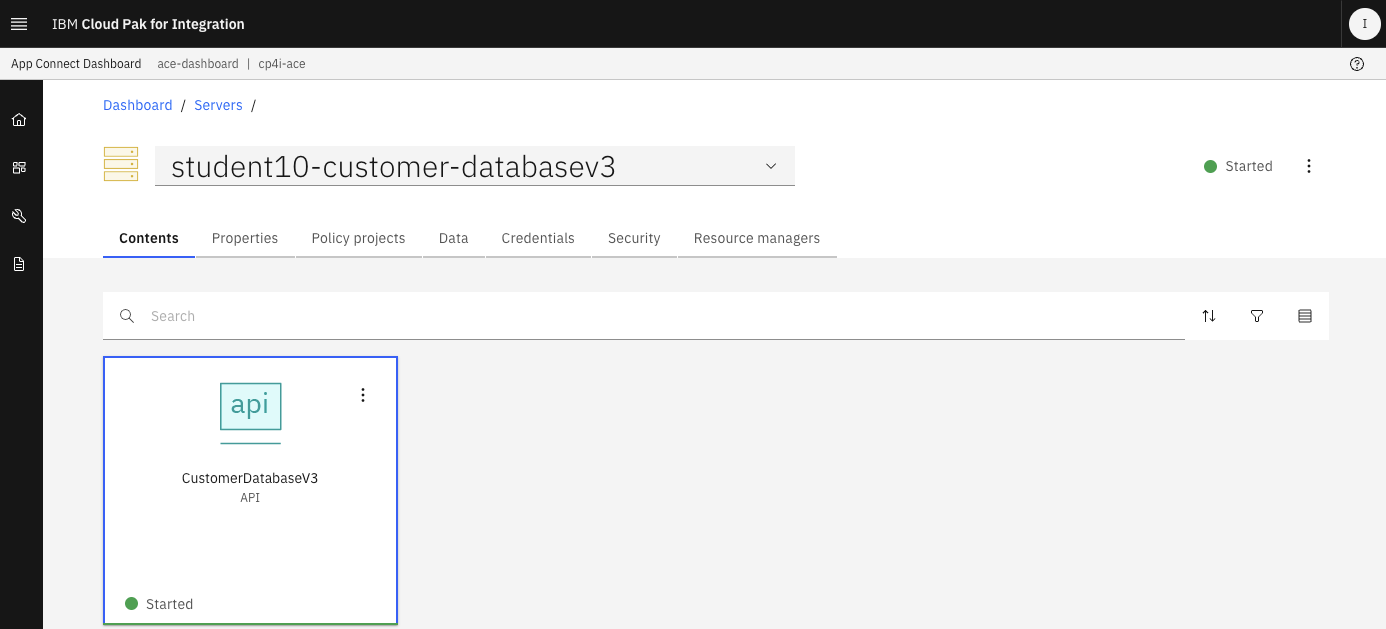 IBM Cloud Pak for Integration
I
App Connect Dashboard ace-dashboard | cp4i-ace
Dashboard / Servers /
student10-customer-databasev3
Started
Contents Properties Policy projects Data Credentials Security Resource managers
Search
api
CustomerDatabaseV3
API
Started